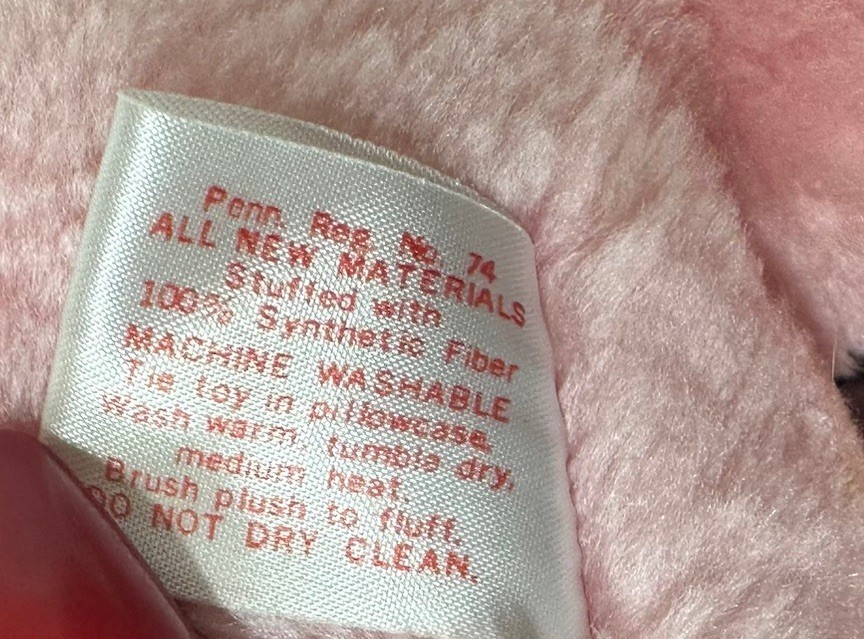 Penn. Reg. No. 74
ALL NEW MATERIALS
Stuffed with
100% Synthetic Fiber
MACHINE WASHABLE
Tie toy in pillowcase.
Wash warm, tumble dry,
medium heat.
Brush plush to fluff.
DO NOT DRY CLEAN.